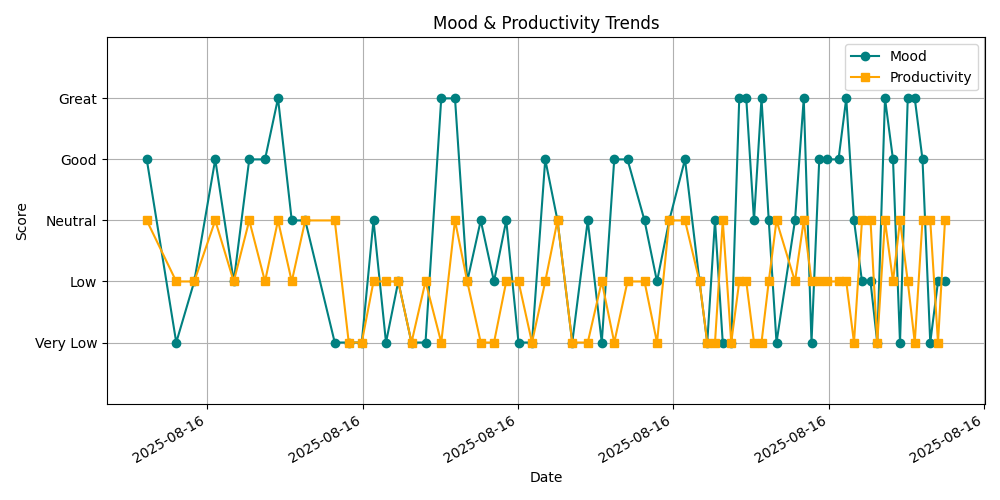 Mood & Productivity Trends
Mood
Productivity
Great
Good
Neutral
Low
Very Low
Score
2025-08-16
2025-08-16
2025-08-16
2025-08-16
2025-08-16
2025-08-16
Date